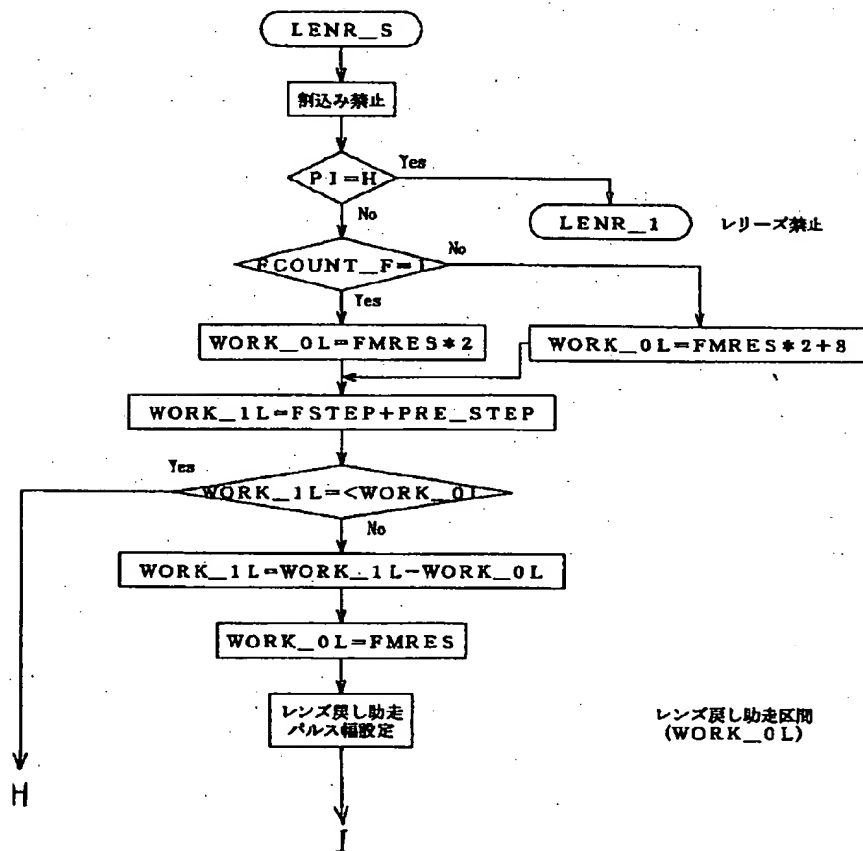 LENR_S
割込み禁止
PI=H
Yes
No
LENR_1
レリーズ禁止
FCOUNT_F=1
No
Yes
WORK_0L=FMRES*2
WORK_0L=FMRES*2+8
WORK_1L=FSTEP+PRE_STEP
Yes
WORK_1L=<WORK_0L
No
WORK_1L=WORK_1L-WORK_0L
WORK_0L=FMRES
レンズ戻し助走
パルス幅設定
レンズ戻し助走区間
(WORK_0L)
H
I